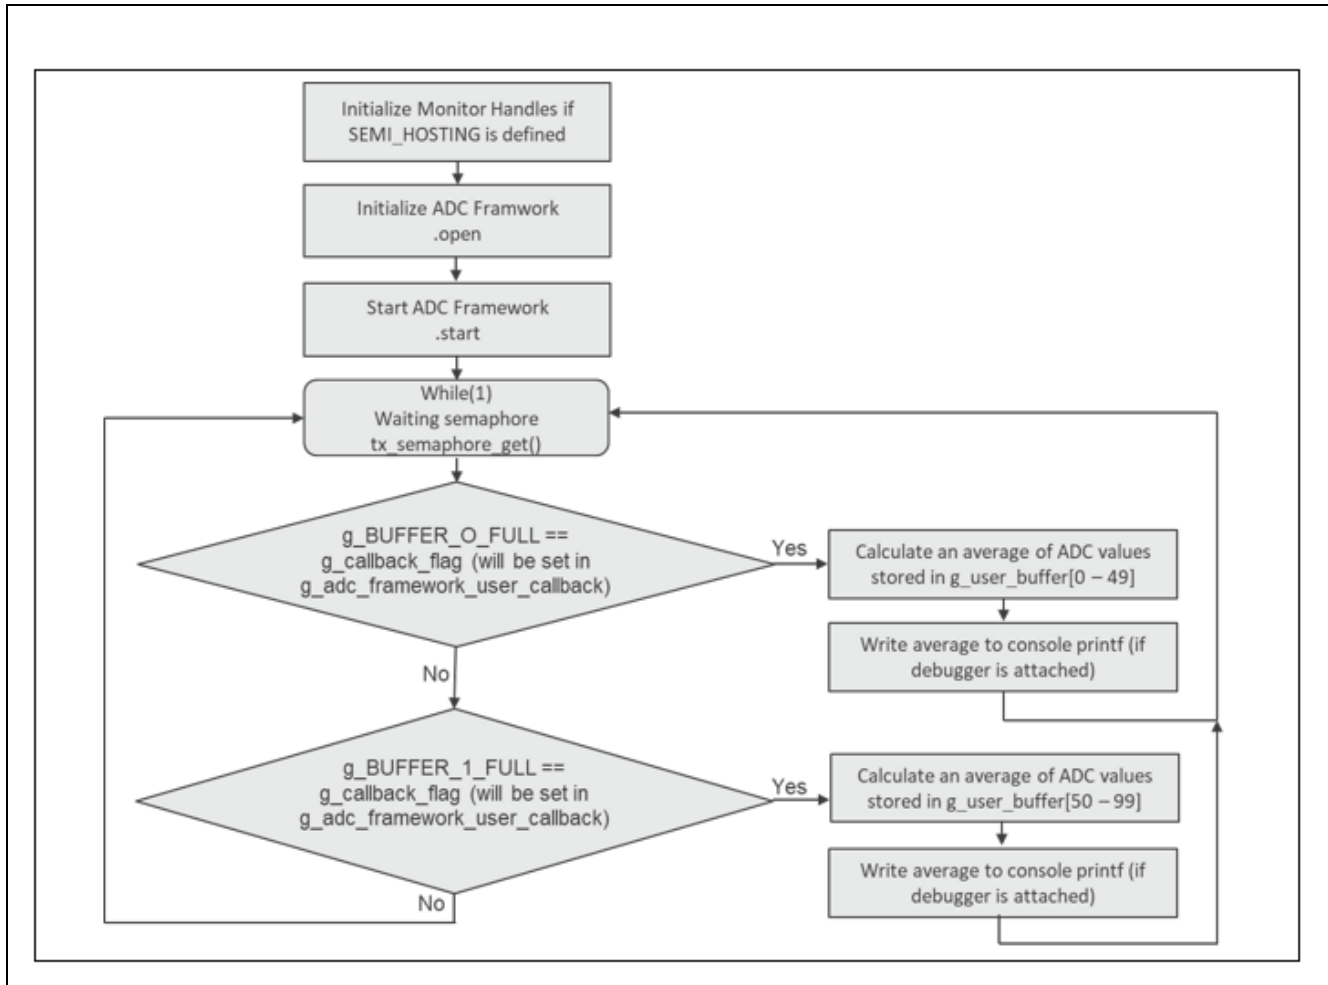 Initialize Monitor Handles if
SEMI_HOSTING is defined
Initialize ADC Framwork
.open
Start ADC Framework
.start
While(1)
Waiting semaphore
tx_semaphore_get()
g_BUFFER_O_FULL ==
g_callback_flag (will be set in
g_adc_framework_user_callback)
Yes
Calculate an average of ADC values
stored in g_user_buffer[0 – 49]
Write average to console printf (if
debugger is attached)
No
g_BUFFER_1_FULL ==
g_callback_flag (will be set in
g_adc_framework_user_callback)
Yes
Calculate an average of ADC values
stored in g_user_buffer[50 – 99]
Write average to console printf (if
debugger is attached)
No